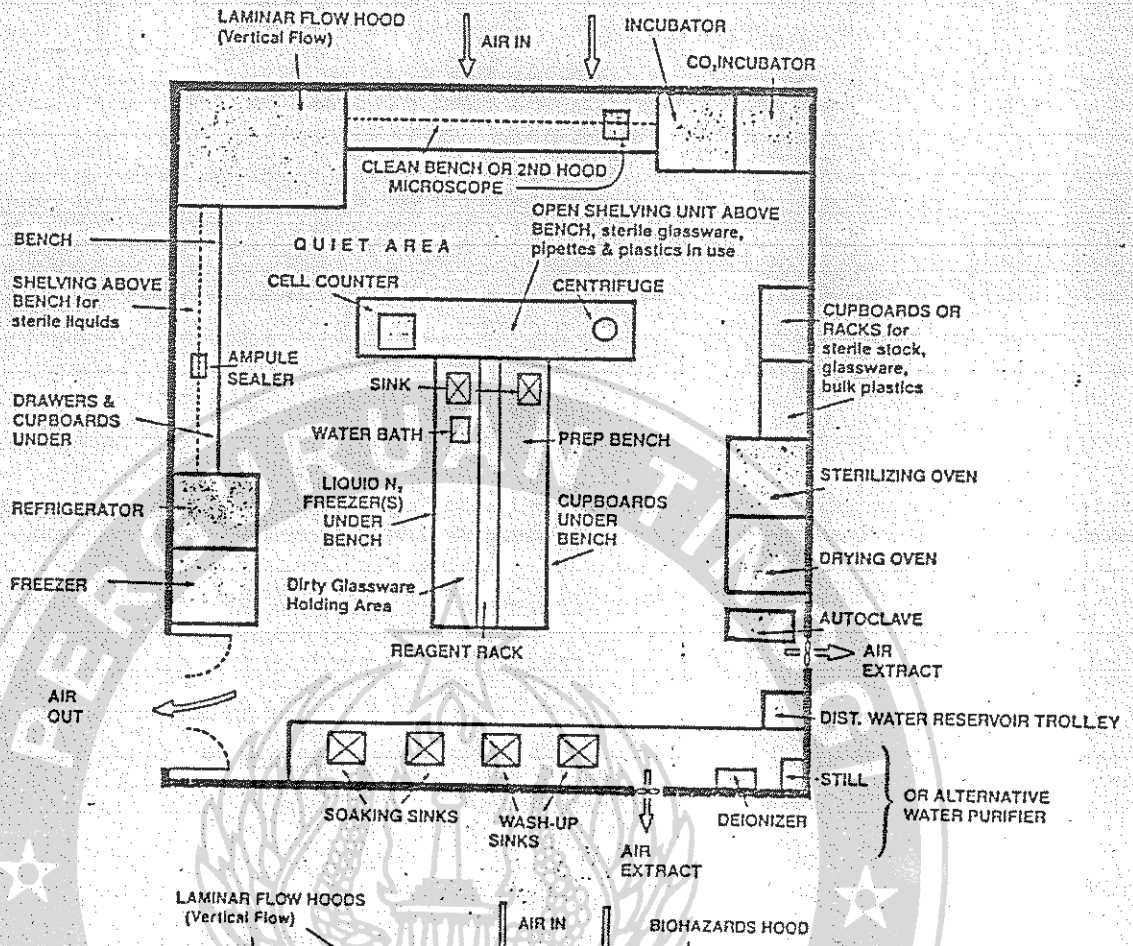 LAMINAR FLOW HOOD
(Vertical Flow)
AIR IN
INCUBATOR
CO₂INCUBATOR
CLEAN BENCH OR 2ND HOOD
MICROSCOPE
OPEN SHELVING UNIT ABOVE
BENCH, sterile glassware,
pipettes & plastics in use
BENCH
QUIET AREA
SHELVING ABOVE
BENCH for
sterile liquids
CELL COUNTER
CENTRIFUGE
CUPBOARDS OR
RACKS for
sterile stock,
glassware,
bulk plastics
AMPULE
SEALER
SINK
DRAWERS &
CUPBOARDS
UNDER
WATER BATH
PREP BENCH
STERILIZING OVEN
LIQUID N₂
FREEZER(S)
UNDER
BENCH
CUPBOARDS
UNDER
BENCH
REFRIGERATOR
DRYING OVEN
FREEZER
Dirty Glassware
Holding Area
AUTOCLAVE
REAGENT RACK
AIR
EXTRACT
AIR
OUT
DIST. WATER RESERVOIR TROLLEY
STILL
SOAKING SINKS
WASH-UP
SINKS
DEIONIZER
OR ALTERNATIVE
WATER PURIFIER
AIR
EXTRACT
LAMINAR FLOW HOODS
(Vertical Flow)
AIR IN
BIOHAZARDS HOOD
PERGURUAN TINGGI